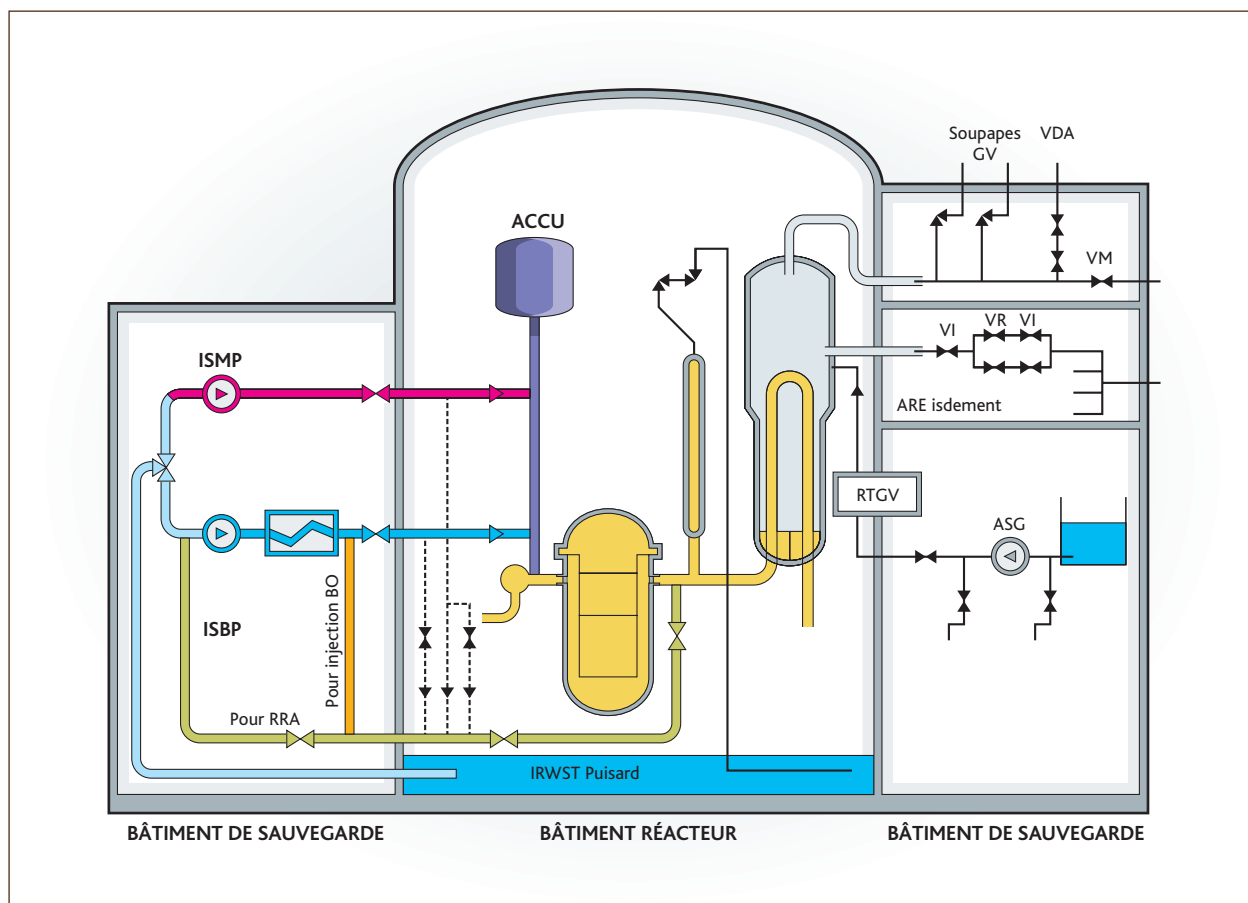 Soupapes
GV
VDA
ACCU
VM
ISMP
VI
VR
VI
ARE isdement
RTGV
ASG
ISBP
Pour injection BO
Pour RRA
IRWST Puisard
BÂTIMENT DE SAUVEGARDE
BÂTIMENT RÉACTEUR
BÂTIMENT DE SAUVEGARDE